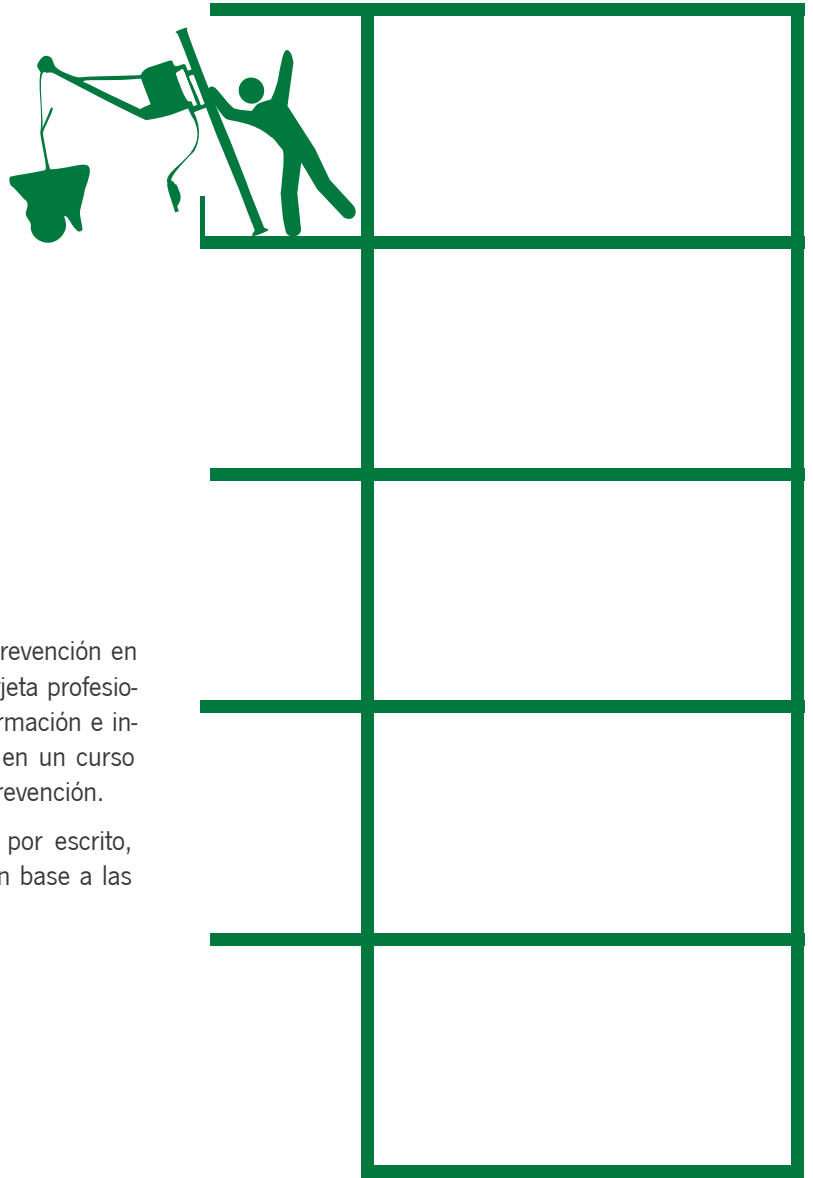 revención en
jeta profesio-
rmación e in-
en un curso
revención.
por escrito,
n base a las